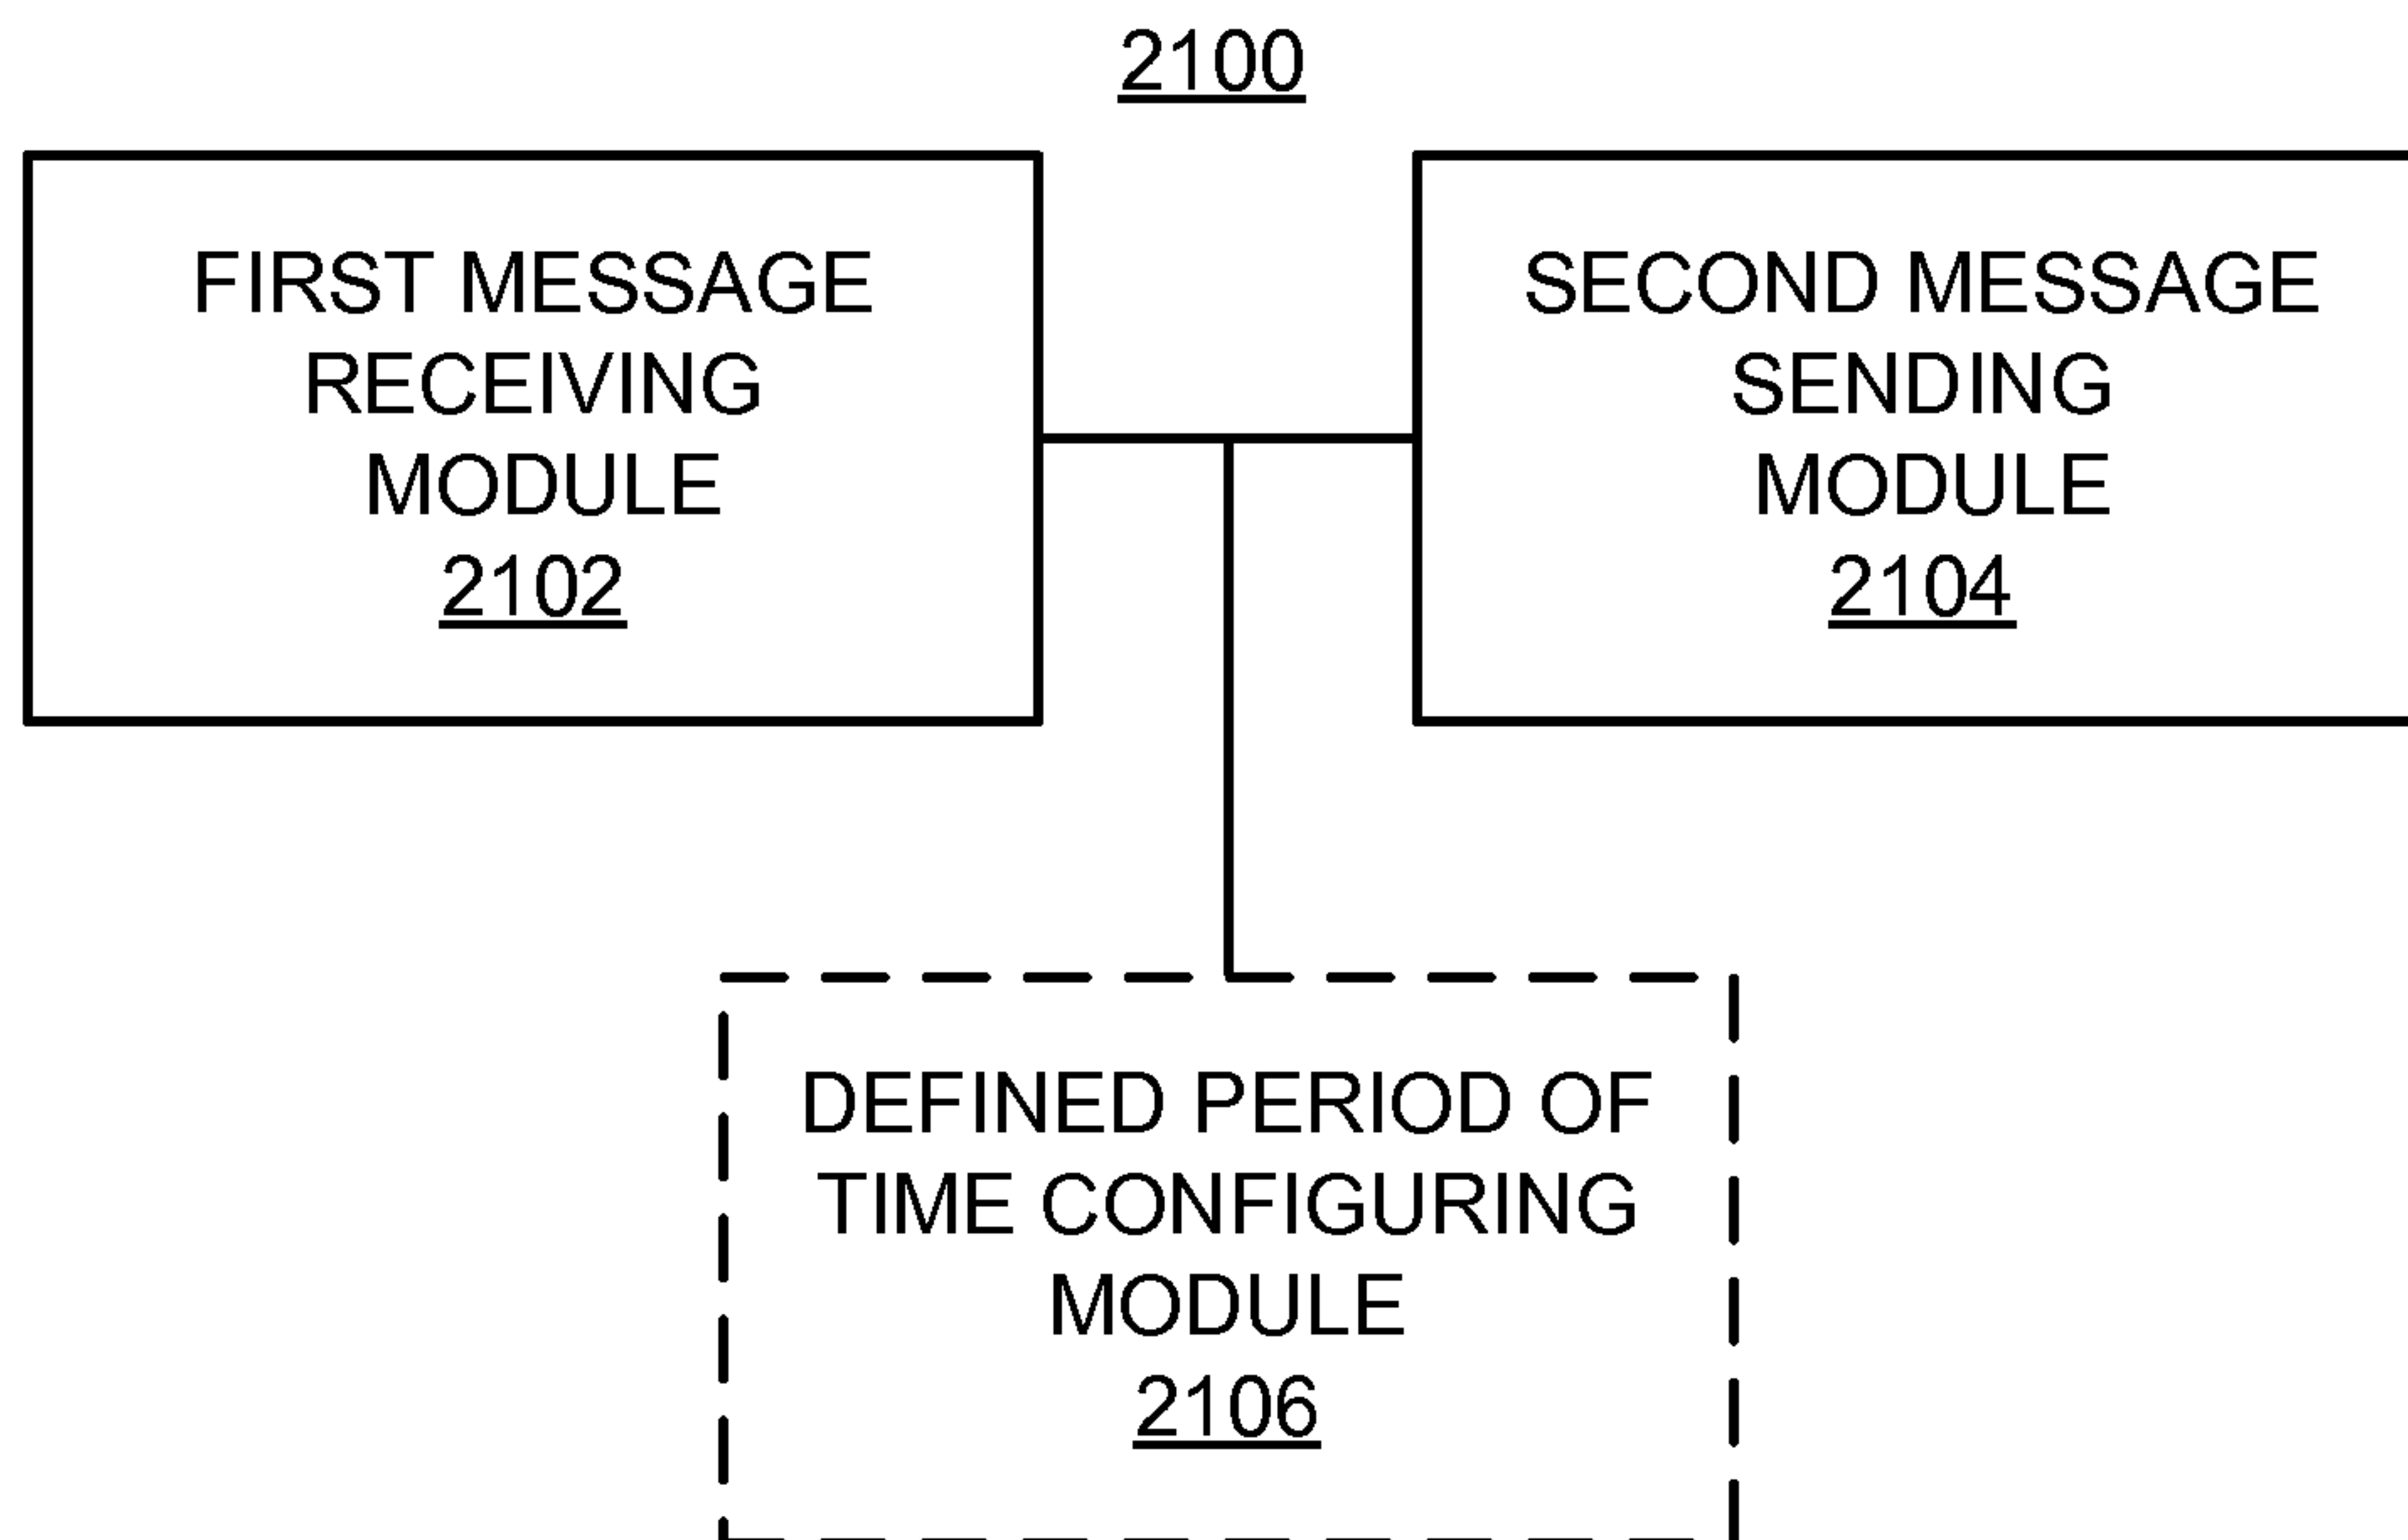 2100
FIRST MESSAGE
RECEIVING
MODULE
2102
SECOND MESSAGE
SENDING
MODULE
2104
DEFINED PERIOD OF
TIME CONFIGURING
MODULE
2106